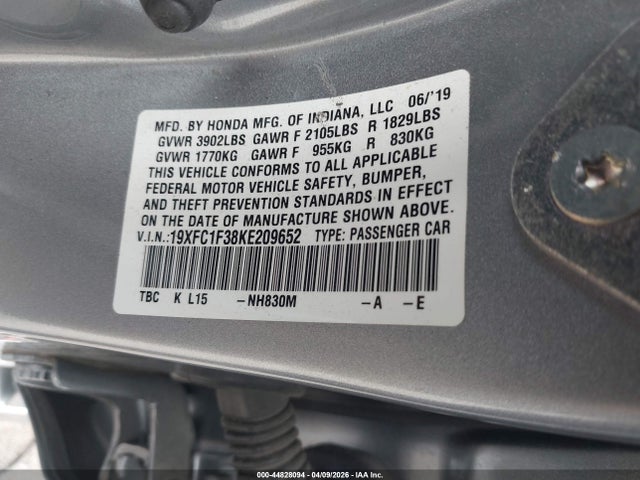 MFD. BY HONDA MFG. OF INDIANA, LLC 06/'19
GVWR 3902LBS GAWR F 2105LBS R 1829LBS
GVWR 1770KG GAWR F 955KG R 830KG
THIS VEHICLE CONFORMS TO ALL APPLICABLE
FEDERAL MOTOR VEHICLE SAFETY, BUMPER,
AND THEFT PREVENTION STANDARDS IN EFFECT
ON THE DATE OF MANUFACTURE SHOWN ABOVE.
V.I.N.:19XFC1F38KE209652 TYPE: PASSENGER CAR
TBC K L15 -NH830M -A -E
000-44828094 | 04/09/2026 - IAA Inc.